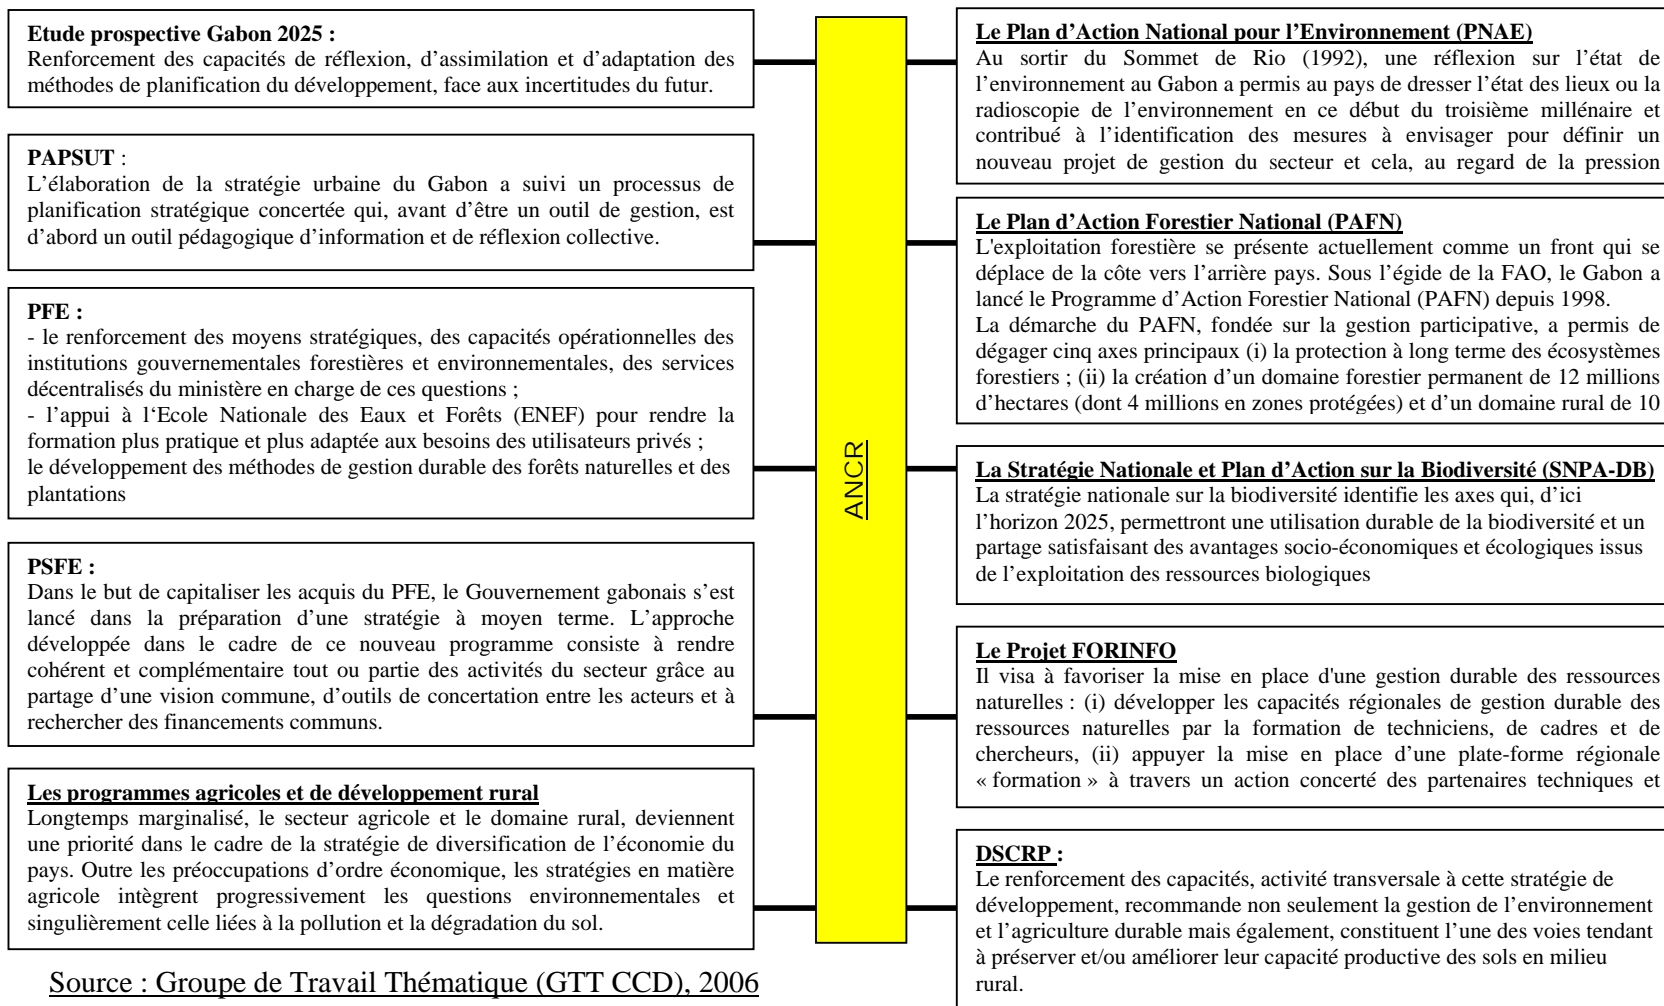 Etude prospective Gabon 2025 :
Renforcement des capacités de réflexion, d’assimilation et d’adaptation des
méthodes de planification du développement, face aux incertitudes du futur.
PAPSUT :
L’élaboration de la stratégie urbaine du Gabon a suivi un processus de
planification stratégique concertée qui, avant d’être un outil de gestion, est
d’abord un outil pédagogique d’information et de réflexion collective.
PFE :
- le renforcement des moyens stratégiques, des capacités opérationnelles des
institutions gouvernementales forestières et environnementales, des services
décentralisés du ministère en charge de ces questions ;
- l’appui à l‘Ecole Nationale des Eaux et Forêts (ENEF) pour rendre la
formation plus pratique et plus adaptée aux besoins des utilisateurs privés ;
le développement des méthodes de gestion durable des forêts naturelles et des
plantations
PSFE :
Dans le but de capitaliser les acquis du PFE, le Gouvernement gabonais s’est
lancé dans la préparation d’une stratégie à moyen terme. L’approche
développée dans le cadre de ce nouveau programme consiste à rendre
cohérent et complémentaire tout ou partie des activités du secteur grâce au
partage d’une vision commune, d’outils de concertation entre les acteurs et à
rechercher des financements communs.
Les programmes agricoles et de développement rural
Longtemps marginalisé, le secteur agricole et le domaine rural, deviennent
une priorité dans le cadre de la stratégie de diversification de l’économie du
pays. Outre les préoccupations d’ordre économique, les stratégies en matière
agricole intègrent progressivement les questions environnementales et
singulièrement celle liées à la pollution et la dégradation du sol.
ANCR
Le Plan d’Action National pour l’Environnement (PNAE)
Au sortir du Sommet de Rio (1992), une réflexion sur l’état de
l’environnement au Gabon a permis au pays de dresser l’état des lieux ou la
radioscopie de l’environnement en ce début du troisième millénaire et
contribué à l’identification des mesures à envisager pour définir un
nouveau projet de gestion du secteur et cela, au regard de la pression
Le Plan d’Action Forestier National (PAFN)
L'exploitation forestière se présente actuellement comme un front qui se
déplace de la côte vers l’arrière pays. Sous l’égide de la FAO, le Gabon a
lancé le Programme d’Action Forestier National (PAFN) depuis 1998.
La démarche du PAFN, fondée sur la gestion participative, a permis de
dégager cinq axes principaux (i) la protection à long terme des écosystèmes
forestiers ; (ii) la création d’un domaine forestier permanent de 12 millions
d’hectares (dont 4 millions en zones protégées) et d’un domaine rural de 10
La Stratégie Nationale et Plan d’Action sur la Biodiversité (SNPA-DB)
La stratégie nationale sur la biodiversité identifie les axes qui, d’ici
l’horizon 2025, permettront une utilisation durable de la biodiversité et un
partage satisfaisant des avantages socio-économiques et écologiques issus
de l’exploitation des ressources biologiques
Le Projet FORINFO
Il visa à favoriser la mise en place d'une gestion durable des ressources
naturelles : (i) développer les capacités régionales de gestion durable des
ressources naturelles par la formation de techniciens, de cadres et de
chercheurs, (ii) appuyer la mise en place d’une plate-forme régionale
« formation » à travers un action concerté des partenaires techniques et
DSCRP :
Le renforcement des capacités, activité transversale à cette stratégie de
développement, recommande non seulement la gestion de l’environnement
et l’agriculture durable mais également, constituent l’une des voies tendant
à préserver et/ou améliorer leur capacité productive des sols en milieu
rural.
Source : Groupe de Travail Thématique (GTT CCD), 2006